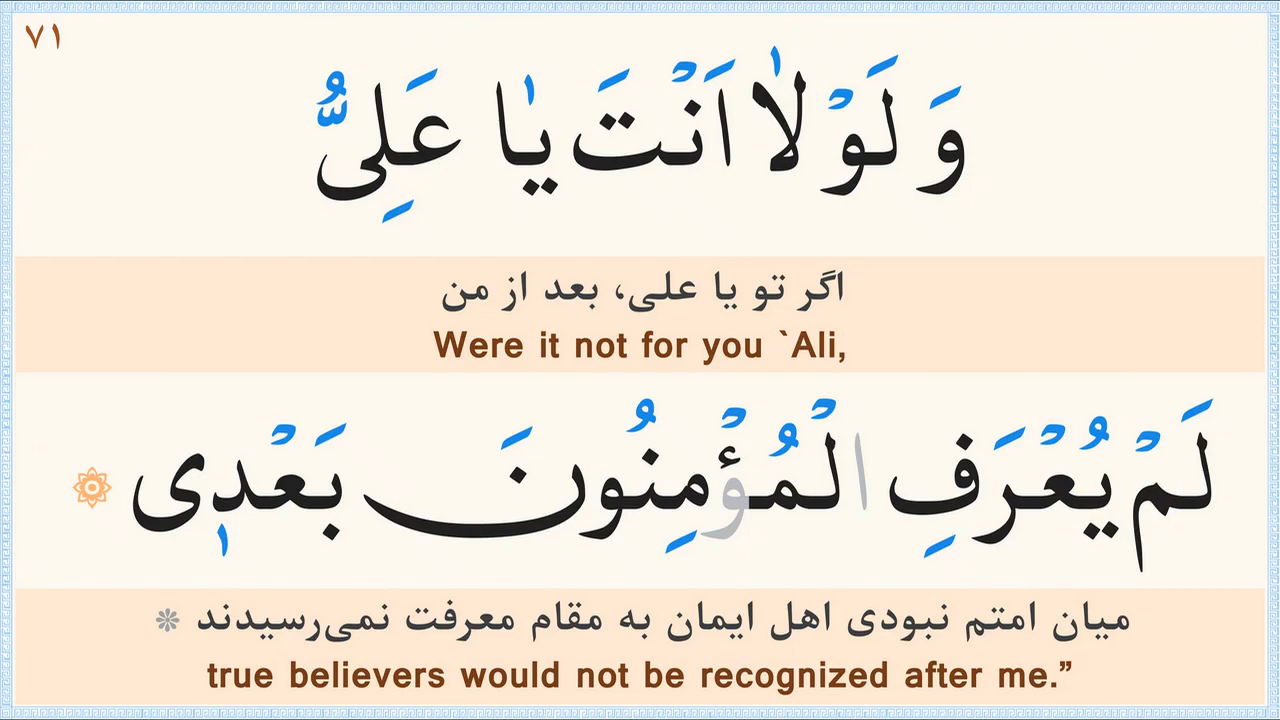 ۷۱
وَ لَوْلاٰ اَنْتَ يٰا عَلِىُّ
اگر تو یا علی، بعد از من
Were it not for you `Ali,
لَمْ يُعْرَفِ الْمُؤْمِنُونَ بَعْدِى
میان امتم نبودی اهل ایمان به مقام معرفت نمی‌رسیدند
true believers would not be recognized after me.”